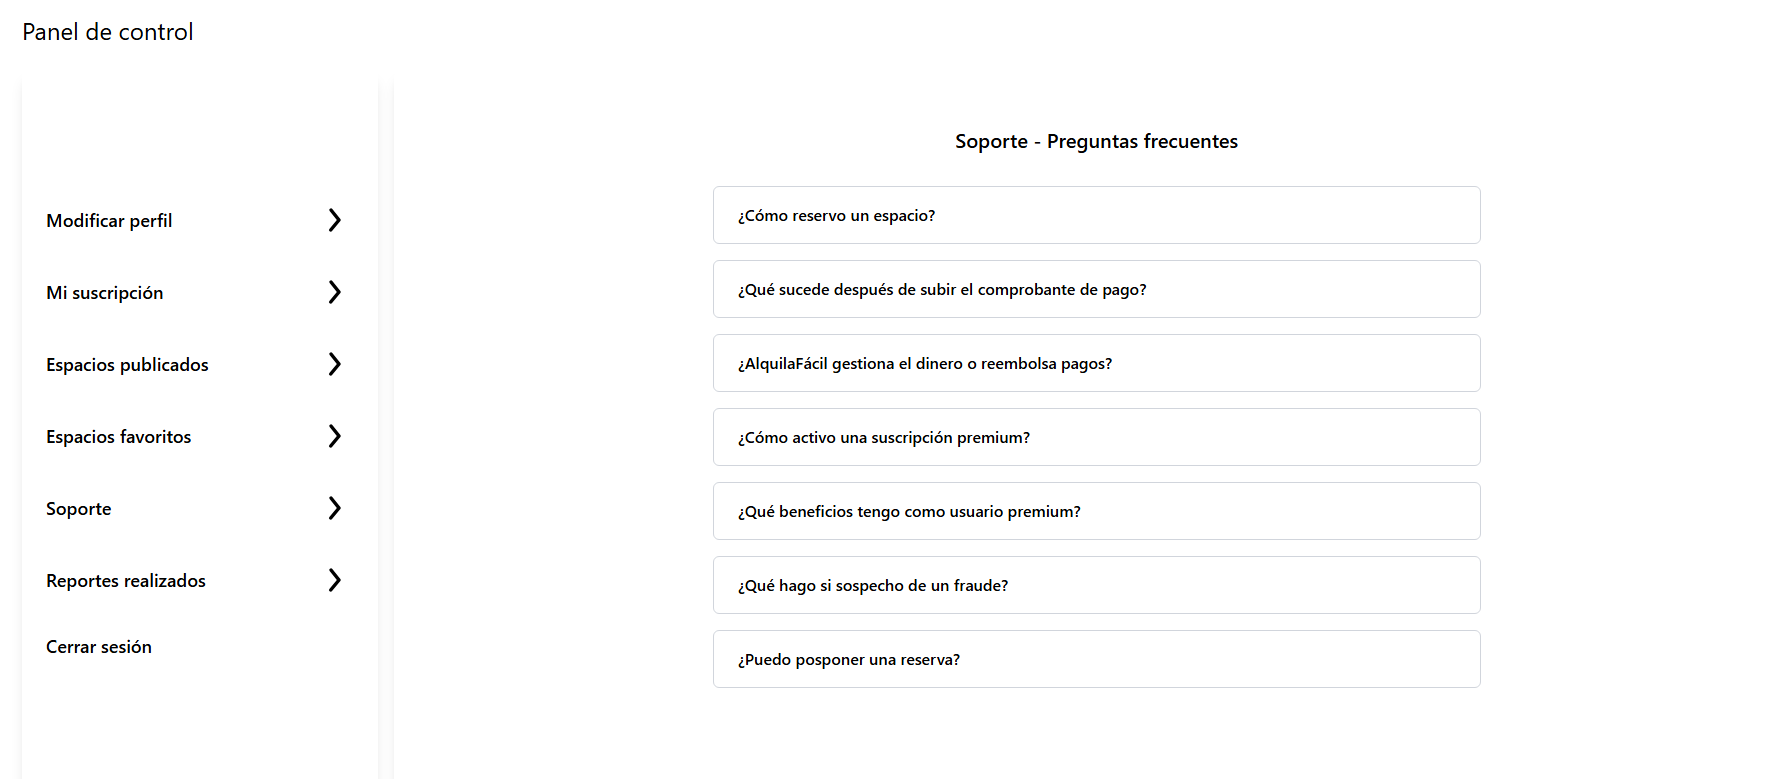 Panel de control
Modificar perfil
Mi suscripción
Espacios publicados
Espacios favoritos
Soporte
Reportes realizados
Cerrar sesión
Soporte - Preguntas frecuentes
¿Cómo reservo un espacio?
¿Qué sucede después de subir el comprobante de pago?
¿AlquilaFácil gestiona el dinero o reembolsa pagos?
¿Cómo activo una suscripción premium?
¿Qué beneficios tengo como usuario premium?
¿Qué hago si sospecho de un fraude?
¿Puedo posponer una reserva?